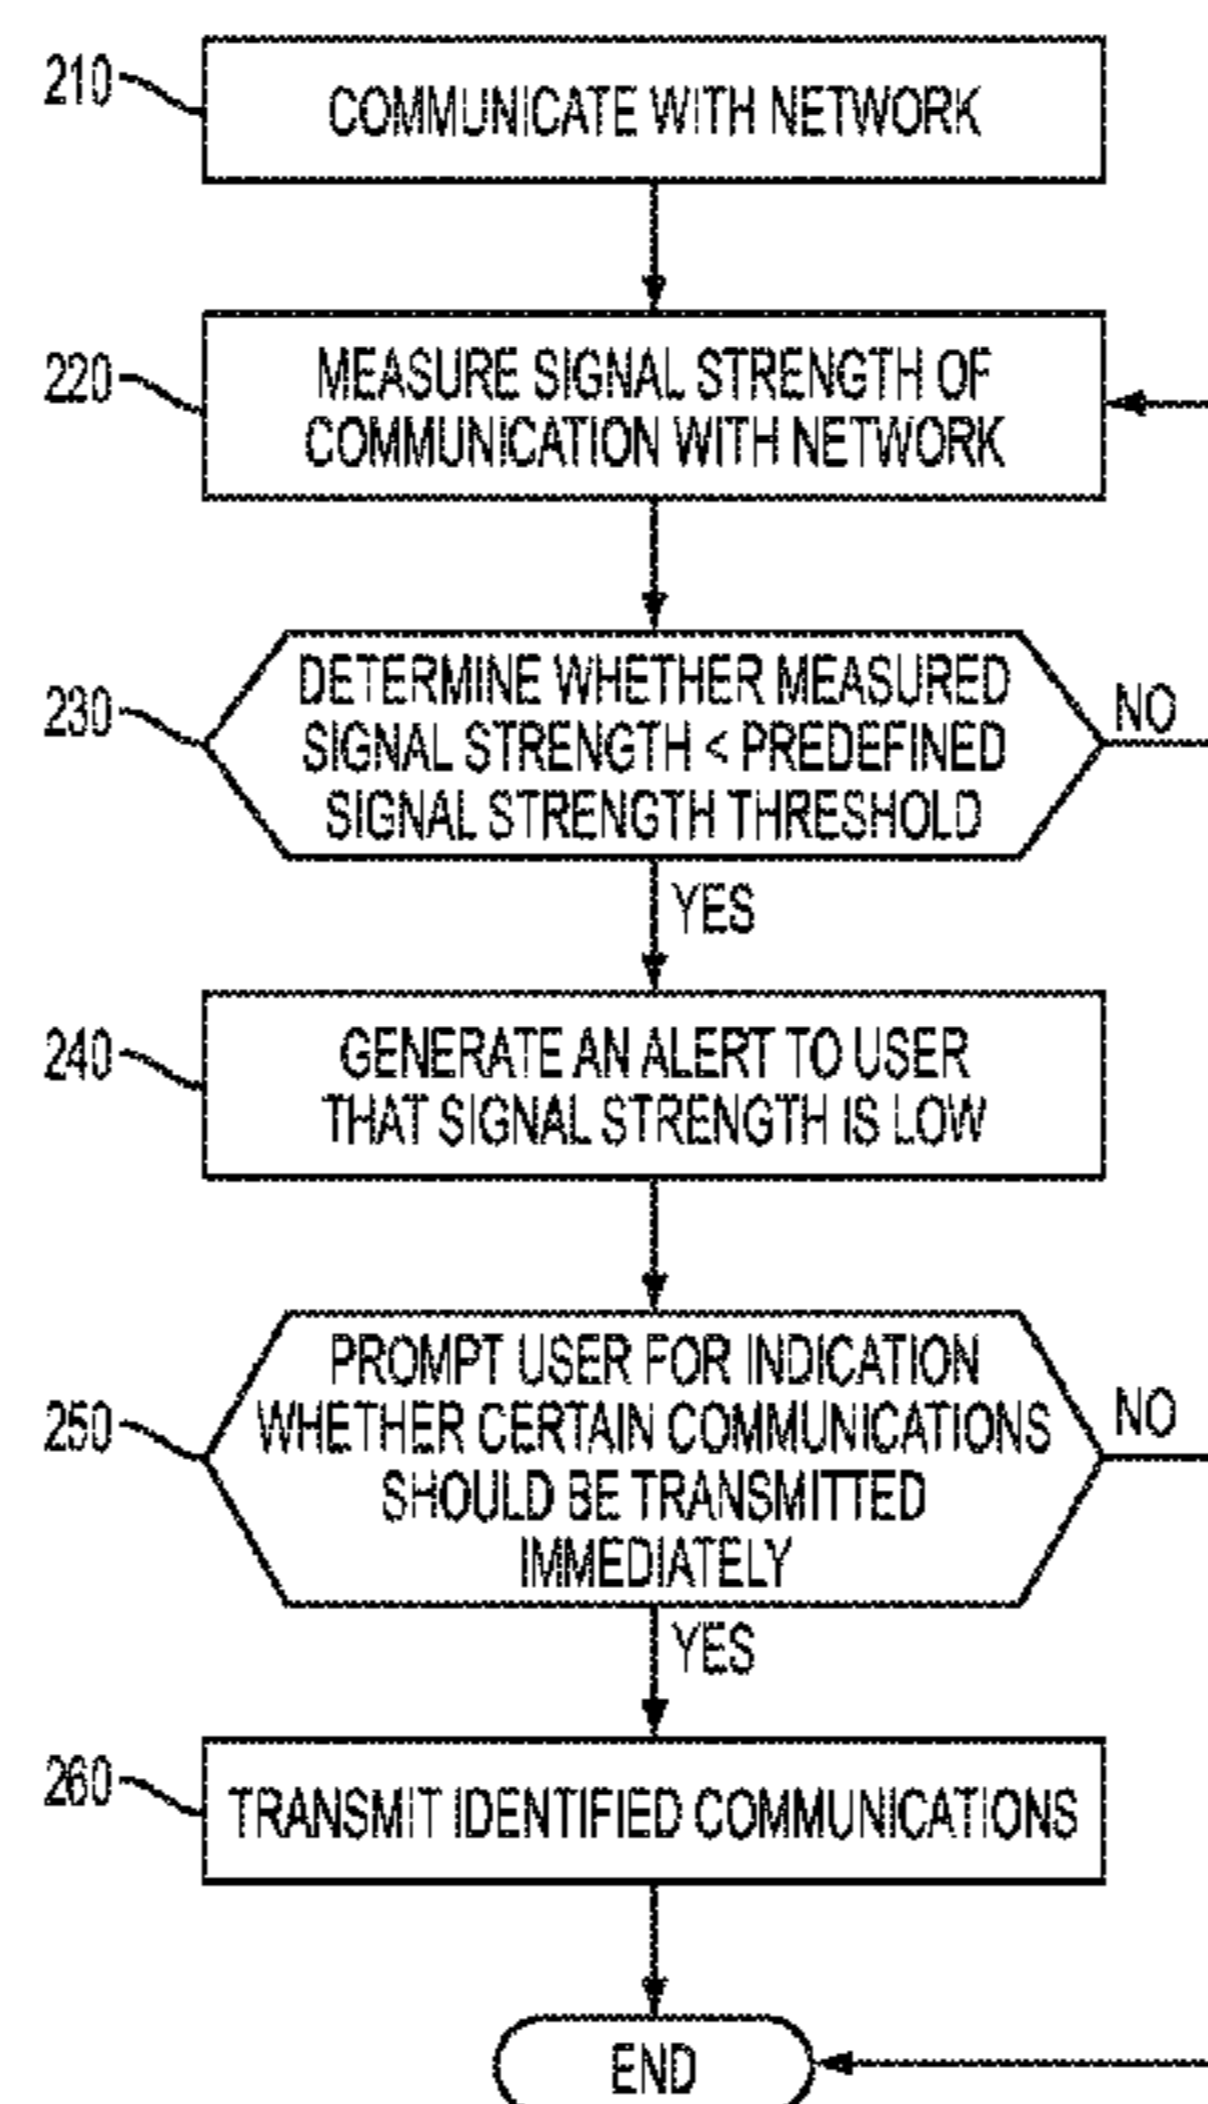 210
COMMUNICATE WITH NETWORK
220
MEASURE SIGNAL STRENGTH OF
COMMUNICATION WITH NETWORK
230
DETERMINE WHETHER MEASURED
SIGNAL STRENGTH < PREDEFINED
SIGNAL STRENGTH THRESHOLD
NO
YES
240
GENERATE AN ALERT TO USER
THAT SIGNAL STRENGTH IS LOW
250
PROMPT USER FOR INDICATION
WHETHER CERTAIN COMMUNICATIONS
SHOULD BE TRANSMITTED
IMMEDIATELY
NO
YES
260
TRANSMIT IDENTIFIED COMMUNICATIONS
END